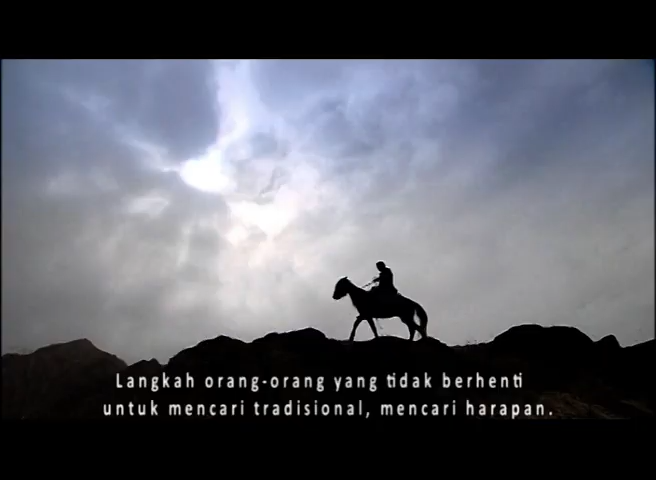 Langkah orang-orang yang tidak berhenti
untuk mencari tradisional, mencari harapan.